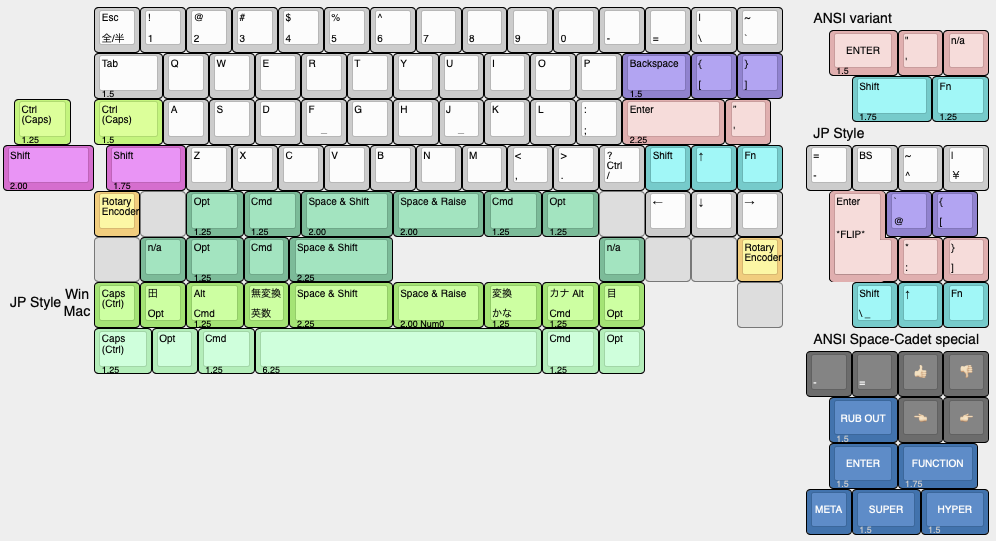 Esc ! @ # $ % ^ | ~
全/半 1 2 3 4 5 6 7 8 9 0 - = \ `
Tab Q W E R T Y U I O P Backspace { }
1.5 1.5 [ ]
Ctrl (Caps) Ctrl (Caps) A S D F G H J K L : Enter "
1.25 1.5 _ _ ; 2.25 '
Shift Shift Z X C V B N M < > ? Ctrl Shift ↑ Fn
2.00 1.75 , . /
Rotary Encoder Opt Cmd Space & Shift Space & Raise Cmd Opt ← ↓ →
1.25 1.25 2.00 2.00 1.25 1.25
n/a Opt Cmd Space & Shift n/a Rotary Encoder
1.25 2.25
JP Style Win Mac
Caps (Ctrl) 田 Alt 無変換 Space & Shift Space & Raise 変換 カナ Alt 目
Opt Cmd 英数 かな Cmd Opt
1.25 2.25 2.00 Num0 1.25 1.25
Caps (Ctrl) Opt Cmd Cmd Opt
1.25 1.25 6.25 1.25
ANSI variant
ENTER " n/a
1.5 '
Shift Fn
1.75 1.25
JP Style
= BS ~ |
- ^ ¥
Enter ` {
*FLIP* @ [
* }
: ]
Shift ↑ Fn
\ _
ANSI Space-Cadet special
- = 👍🏻 👎🏻
RUB OUT 👈🏻 👉🏻
1.5
ENTER FUNCTION
1.5 1.75
META SUPER HYPER
1.5 1.5